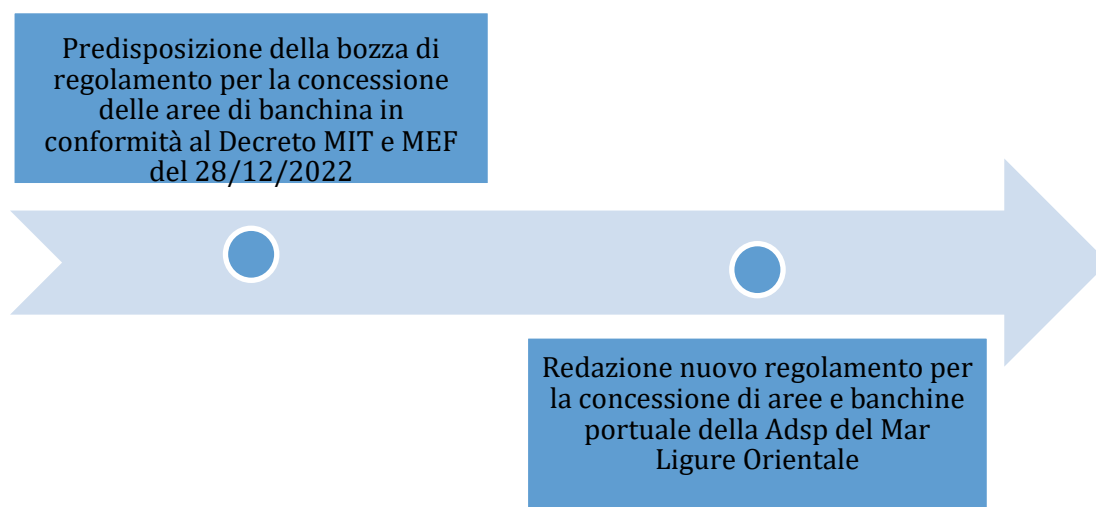 Predisposizione della bozza di
regolamento per la concessione
delle aree di banchina in
conformità al Decreto MIT e MEF
del 28/12/2022
Redazione nuovo regolamento per
la concessione di aree e banchine
portuale della Adsp del Mar
Ligure Orientale